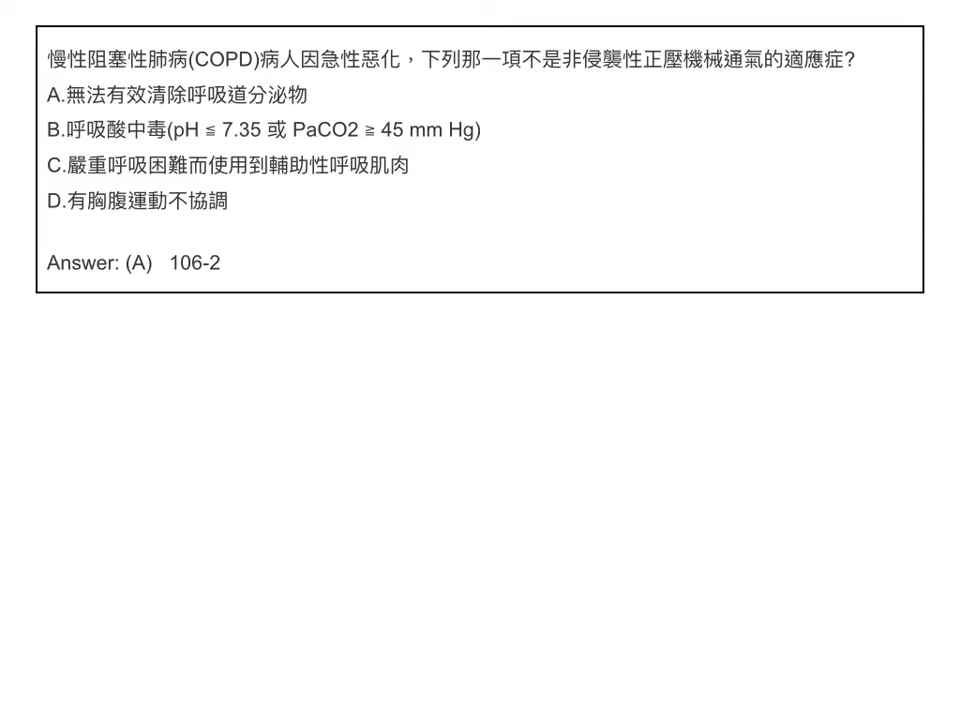 慢性阻塞性肺病(COPD)病人因急性惡化，下列那一項不是非侵襲性正壓機械通氣的適應症?
A.無法有效清除呼吸道分泌物
B.呼吸酸中毒(pH ≦ 7.35 或 PaCO2 ≧ 45 mm Hg)
C.嚴重呼吸困難而使用到輔助性呼吸肌肉
D.有胸腹運動不協調
Answer: (A)   106-2